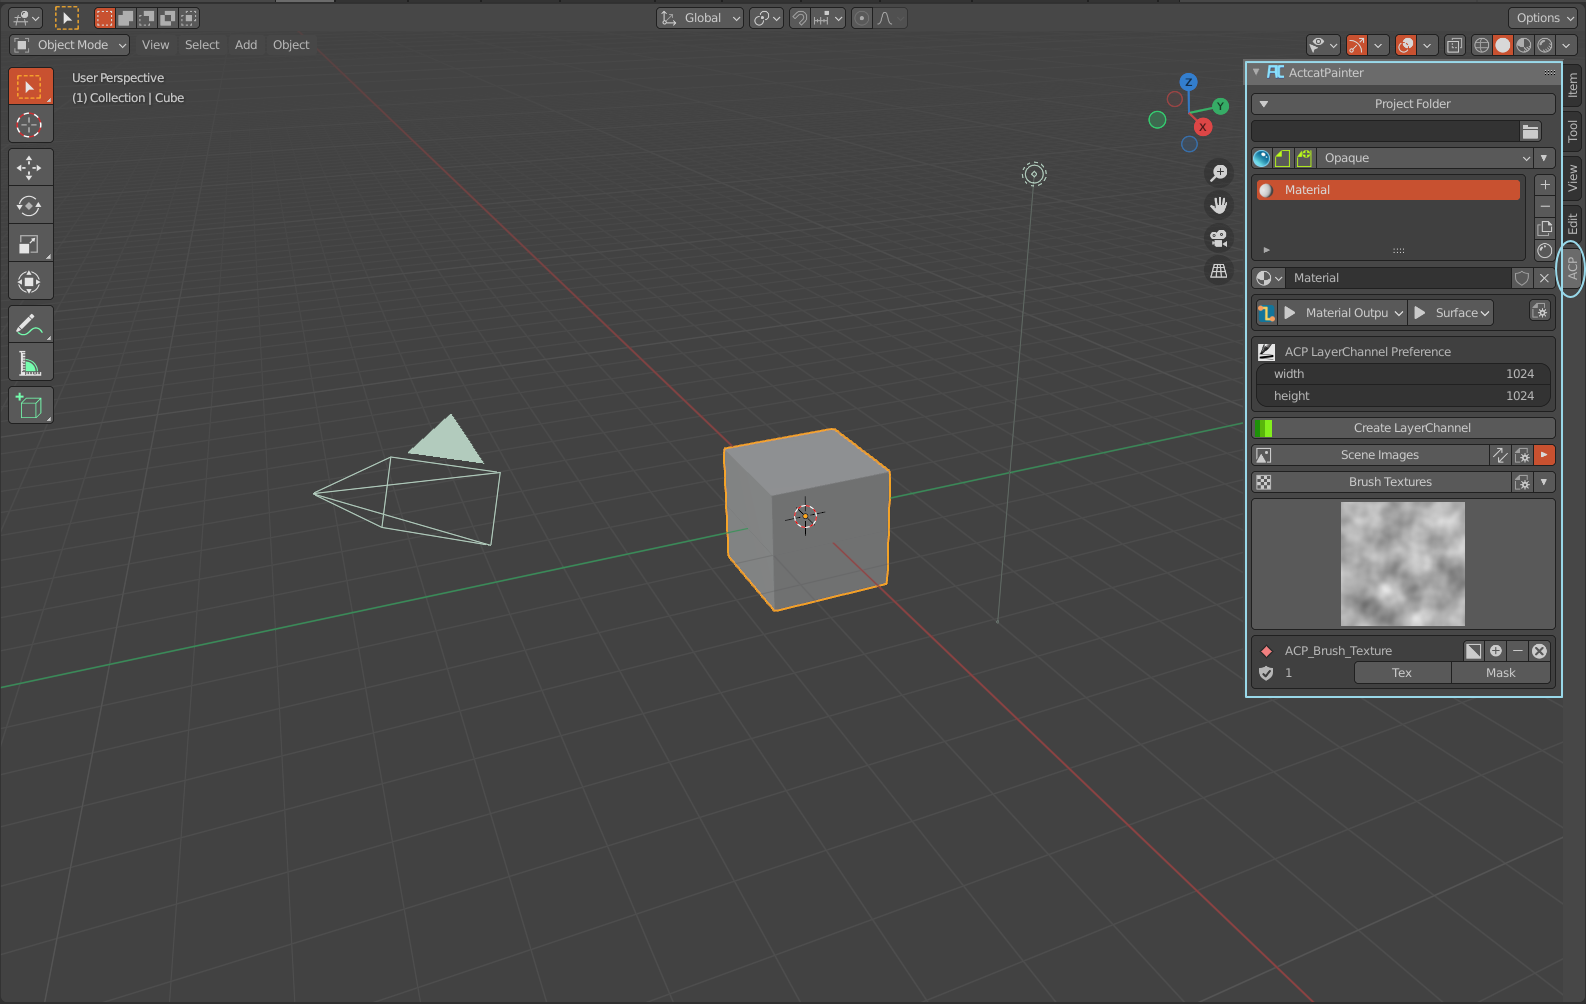 Global
Options
Object Mode
View
Select
Add
Object
User Perspective
(1) Collection | Cube
Z
Y
X
ActcatPainter
Project Folder
Opaque
Material
Material
Material Outpu
Surface
ACP LayerChannel Preference
width 1024
height 1024
Create LayerChannel
Scene Images
Brush Textures
ACP_Brush_Texture
1
Tex
Mask
Item
Tool
View
Edit
ACP